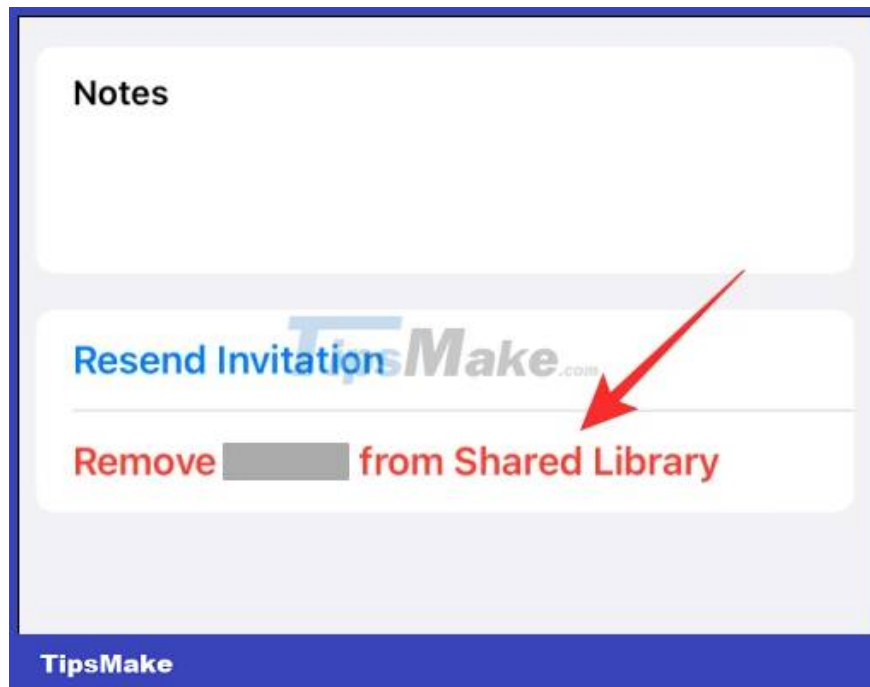 Notes
TipsMake.com
Resend Invitation
Remove from Shared Library
TipsMake